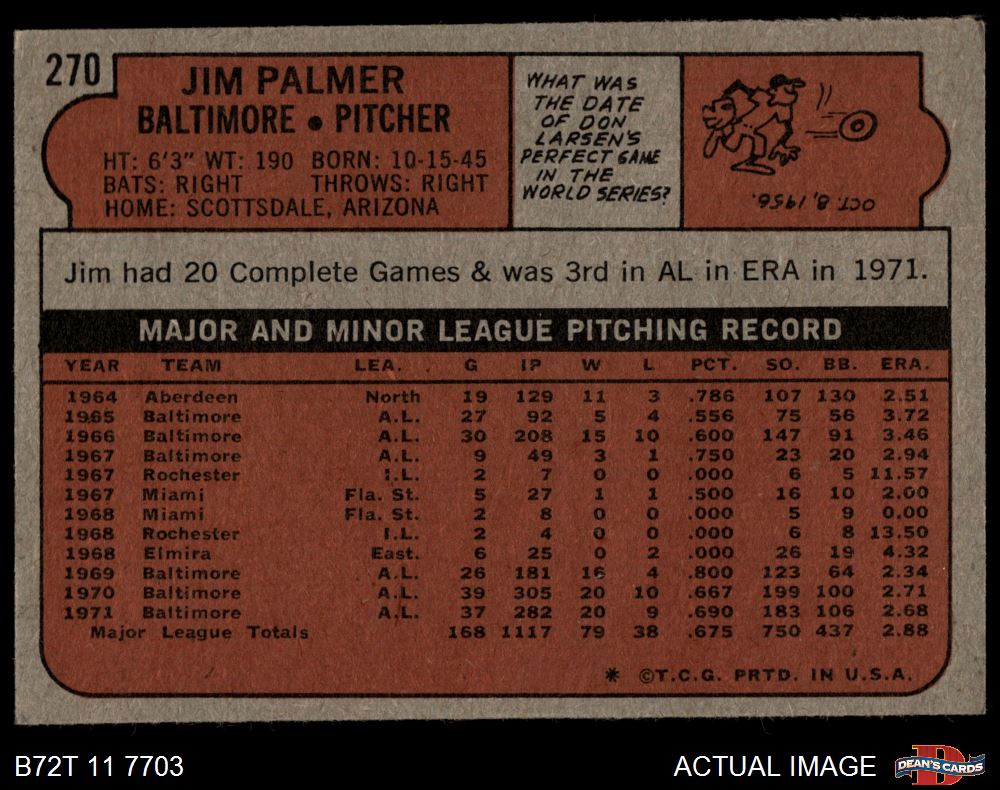 270
JIM PALMER
BALTIMORE • PITCHER
HT: 6'3" WT: 190 BORN: 10-15-45
BATS: RIGHT THROWS: RIGHT
HOME: SCOTTSDALE, ARIZONA
WHAT WAS
THE DATE
OF DON
LARSEN'S
PERFECT GAME
IN THE
WORLD SERIES?
OCT. 8, 1956.
Jim had 20 Complete Games & was 3rd in AL in ERA in 1971.
MAJOR AND MINOR LEAGUE PITCHING RECORD
YEAR TEAM LEA. G IP W L PCT. SO. BB. ERA.
1964 Aberdeen North 19 129 11 3 .786 107 130 2.51
1965 Baltimore A.L. 27 92 5 4 .556 75 56 3.72
1966 Baltimore A.L. 30 208 15 10 .600 147 91 3.46
1967 Baltimore A.L. 9 49 3 1 .750 23 20 2.94
1967 Rochester I.L. 2 7 0 0 .000 6 5 11.57
1967 Miami Fla. St. 5 27 1 1 .500 16 10 2.00
1968 Miami Fla. St. 2 8 0 0 .000 5 9 0.00
1968 Rochester I.L. 2 4 0 0 .000 6 8 13.50
1968 Elmira East. 6 25 0 2 .000 26 19 4.32
1969 Baltimore A.L. 26 181 16 4 .800 123 64 2.34
1970 Baltimore A.L. 39 305 20 10 .667 199 100 2.71
1971 Baltimore A.L. 37 282 20 9 .690 183 106 2.68
Major League Totals 168 1117 79 38 .675 750 437 2.88
* ©T.C.G. PRTD. IN U.S.A.
B72T 11 7703
ACTUAL IMAGE
DEAN'S CARDS